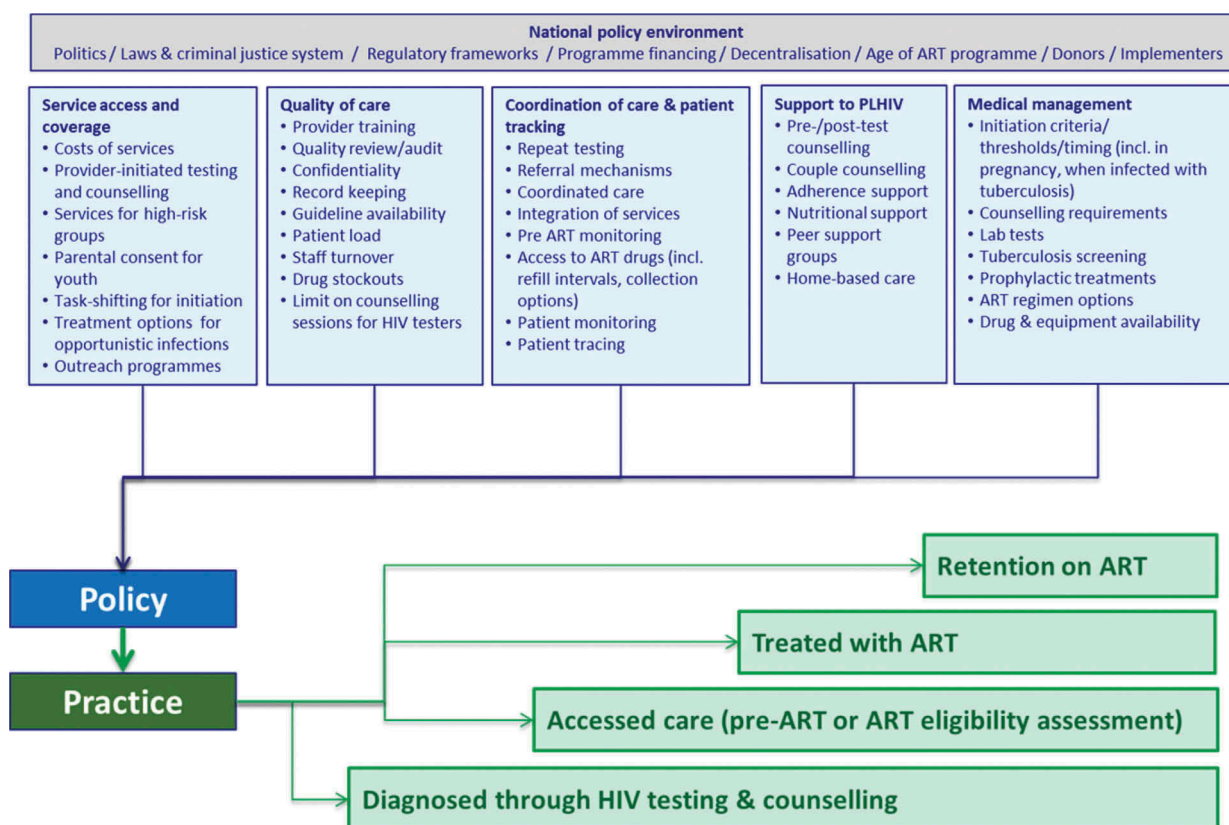 National policy environment
Politics / Laws & criminal justice system / Regulatory frameworks / Programme financing / Decentralisation / Age of ART programme / Donors / Implementers
Service access and
coverage
• Costs of services
• Provider-initiated testing
and counselling
• Services for high-risk
groups
• Parental consent for
youth
• Task-shifting for initiation
• Treatment options for
opportunistic infections
• Outreach programmes
Quality of care
• Provider training
• Quality review/audit
• Confidentiality
• Record keeping
• Guideline availability
• Patient load
• Staff turnover
• Drug stockouts
• Limit on counselling
sessions for HIV testers
Coordination of care & patient
tracking
• Repeat testing
• Referral mechanisms
• Coordinated care
• Integration of services
• Pre ART monitoring
• Access to ART drugs (incl.
refill intervals, collection
options)
• Patient monitoring
• Patient tracing
Support to PLHIV
• Pre-/post-test
counselling
• Couple counselling
• Adherence support
• Nutritional support
• Peer support
groups
• Home-based care
Medical management
• Initiation criteria/
thresholds/timing (incl. in
pregnancy, when infected with
tuberculosis)
• Counselling requirements
• Lab tests
• Tuberculosis screening
• Prophylactic treatments
• ART regimen options
• Drug & equipment availability
Policy
Practice
Retention on ART
Treated with ART
Accessed care (pre-ART or ART eligibility assessment)
Diagnosed through HIV testing & counselling